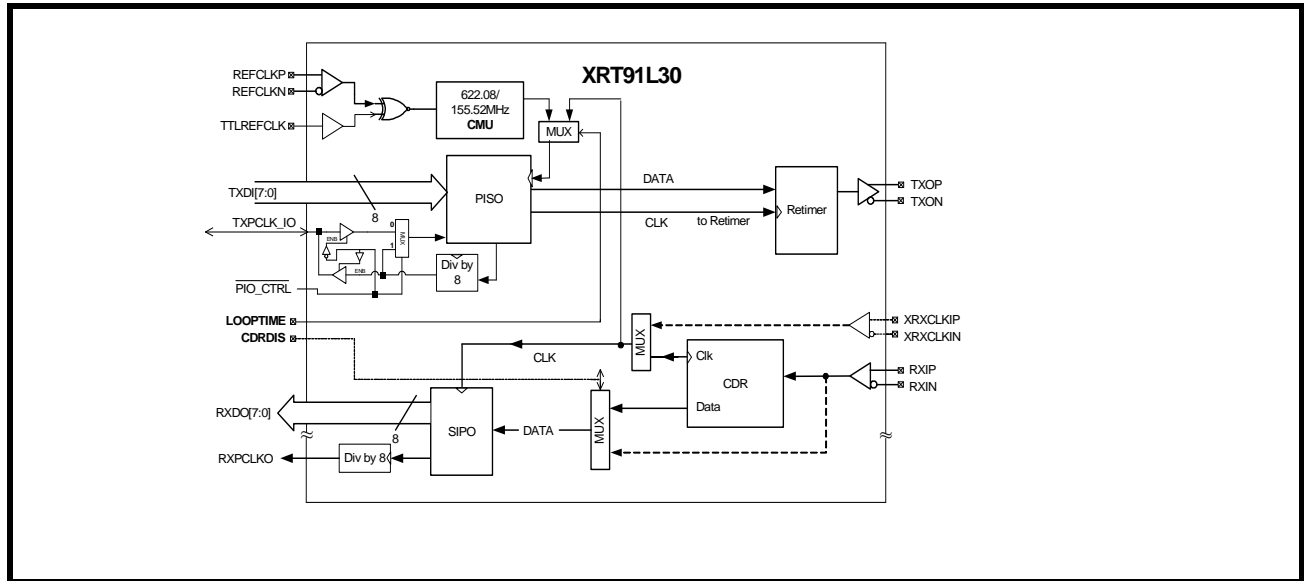 XRT91L30
REFCLKP
REFCLKN
TTLREFCLK
622.08/
155.52MHz
CMU
MUX
TXDI[7:0]
8
PISO
DATA
CLK
to Retimer
Retimer
TXOP
TXON
TXPCLK_IO
ENB
0
1
MUX
ENB
Div by
8
PIO_CTRL
LOOPTIME
CDRDIS
XRXCLKIP
XRXCLKIN
MUX
CLK
Clk
CDR
Data
RXIP
RXIN
RXDO[7:0]
8
SIPO
DATA
MUX
RXPCLKO
Div by 8